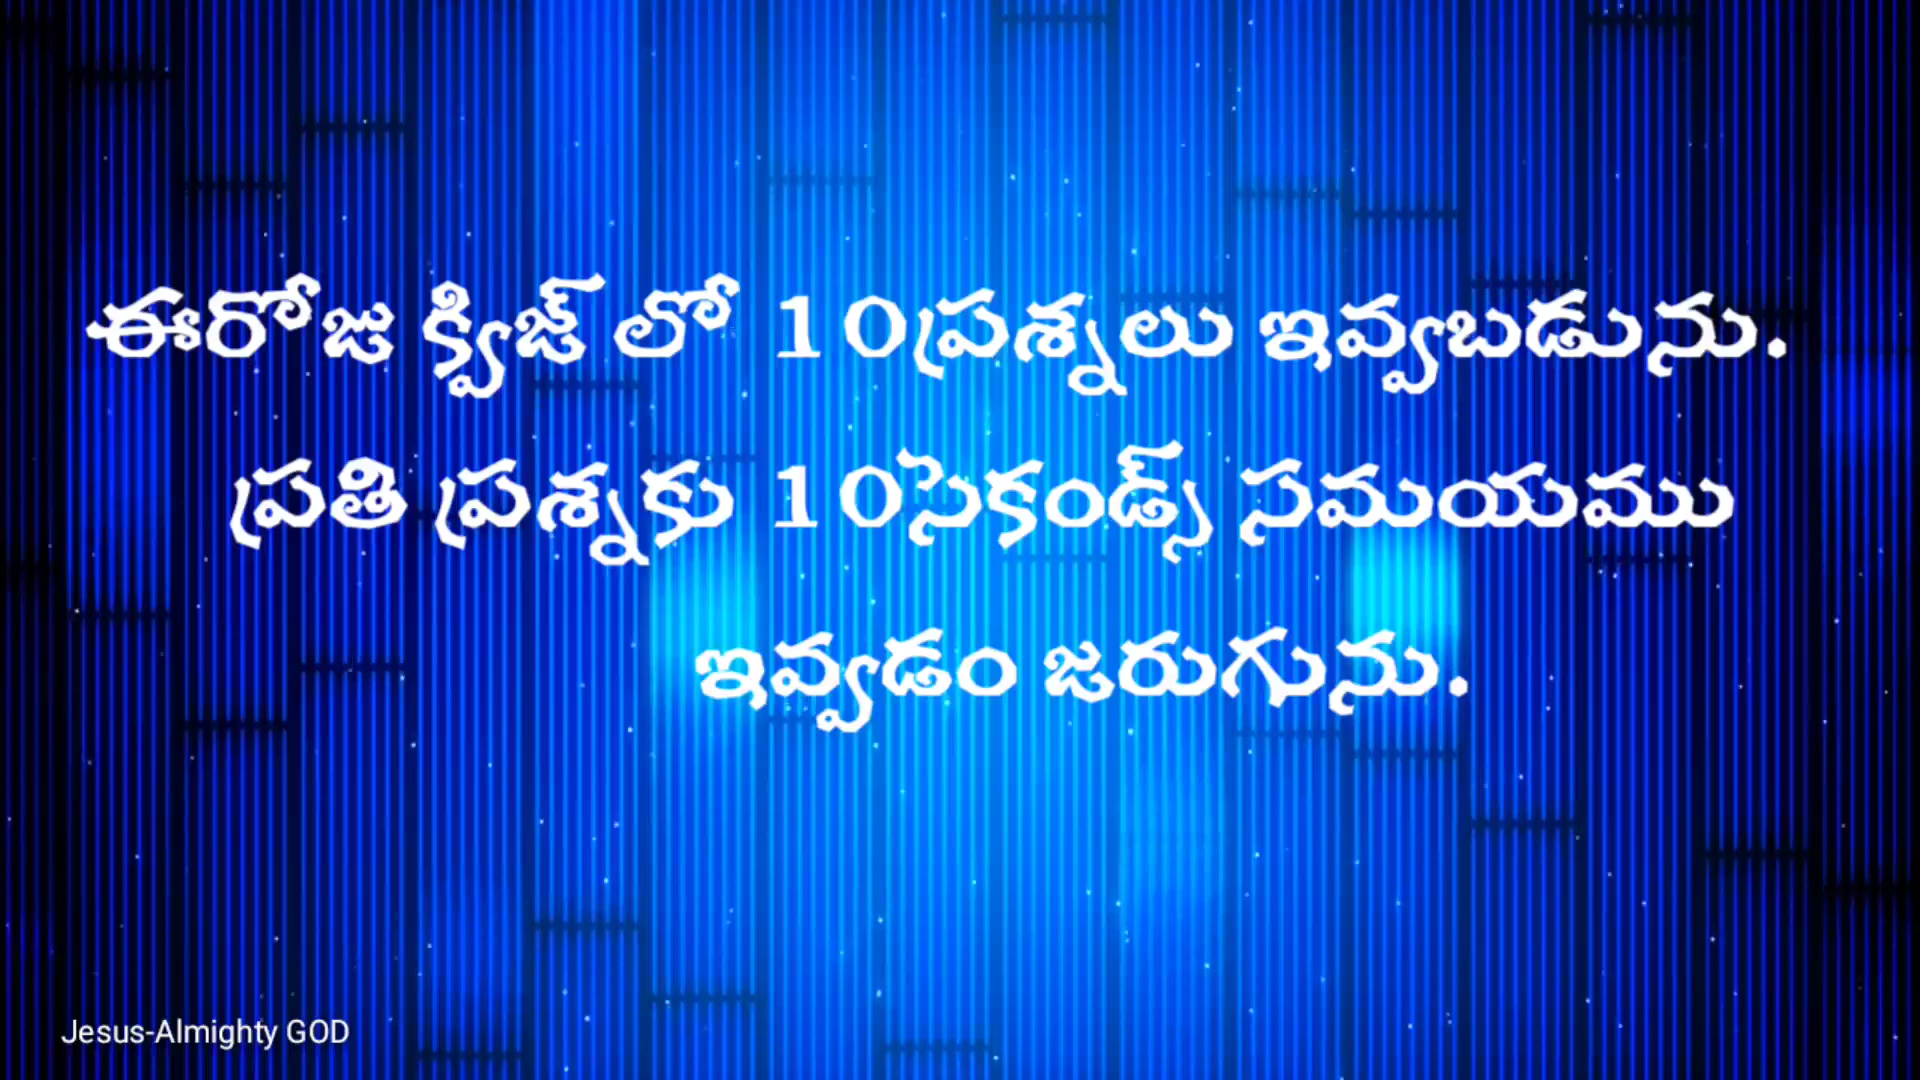 ఈరోజు క్విజ్ లో 10ప్రశ్నలు ఇవ్వబడును.
ప్రతి ప్రశ్నకు 10సెకండ్స్ సమయము
ఇవ్వడం జరుగును.
Jesus-Almighty GOD